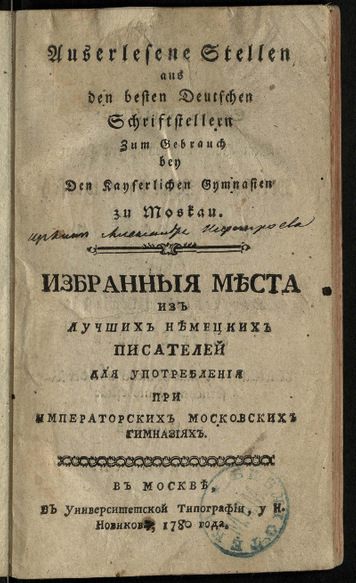 Auserlesene Stellen
aus
den besten Deutschen
Schriftstellern
Zum Gebrauch
bey
Den Kayserlichen Gymnasien
zu Moskau.
ИЗБРАННЫЯ МѢСТА
ИЗЪ
ЛУЧШИХЪ НѢМЕЦКИХЪ
ПИСАТЕЛЕЙ
ДЛЯ УПОТРЕБЛЕНІЯ
ПРИ
ИМПЕРАТОРСКИХЪ МОСКОВСКИХЪ
ГИМНАЗІЯХЪ.
ВЪ МОСКВѢ,
ВЪ Университетской Типографіи, у Н.
Новикова, 1780 года.